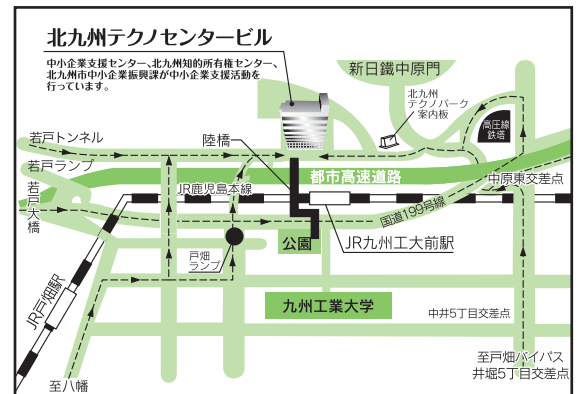 北九州テクノセンタービル
中小企業支援センター、北九州知的所有権センター、
北九州市中小企業振興課が中小企業支援活動を
行っています。
新日鐵中原門
北九州
テクノパーク
案内板
高圧線
鉄塔
若戸トンネル
陸橋
若戸ランプ
都市高速道路
中原東交差点
若戸大橋
JR鹿児島本線
国道199号線
公園
JR九州工大前駅
戸畑
ランプ
JR戸畑駅
九州工業大学
中井5丁目交差点
至戸畑バイパス
井堀5丁目交差点
至八幡